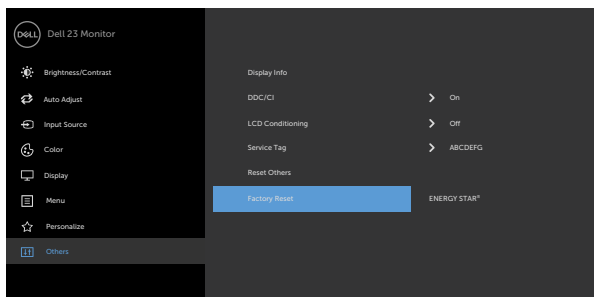 DELL Dell 23 Monitor
Brightness/Contrast
Auto Adjust
Input Source
Color
Display
Menu
Personalize
Others
Display Info
DDC/CI On
LCD Conditioning Off
Service Tag ABCDEFG
Reset Others
Factory Reset ENERGY STAR®